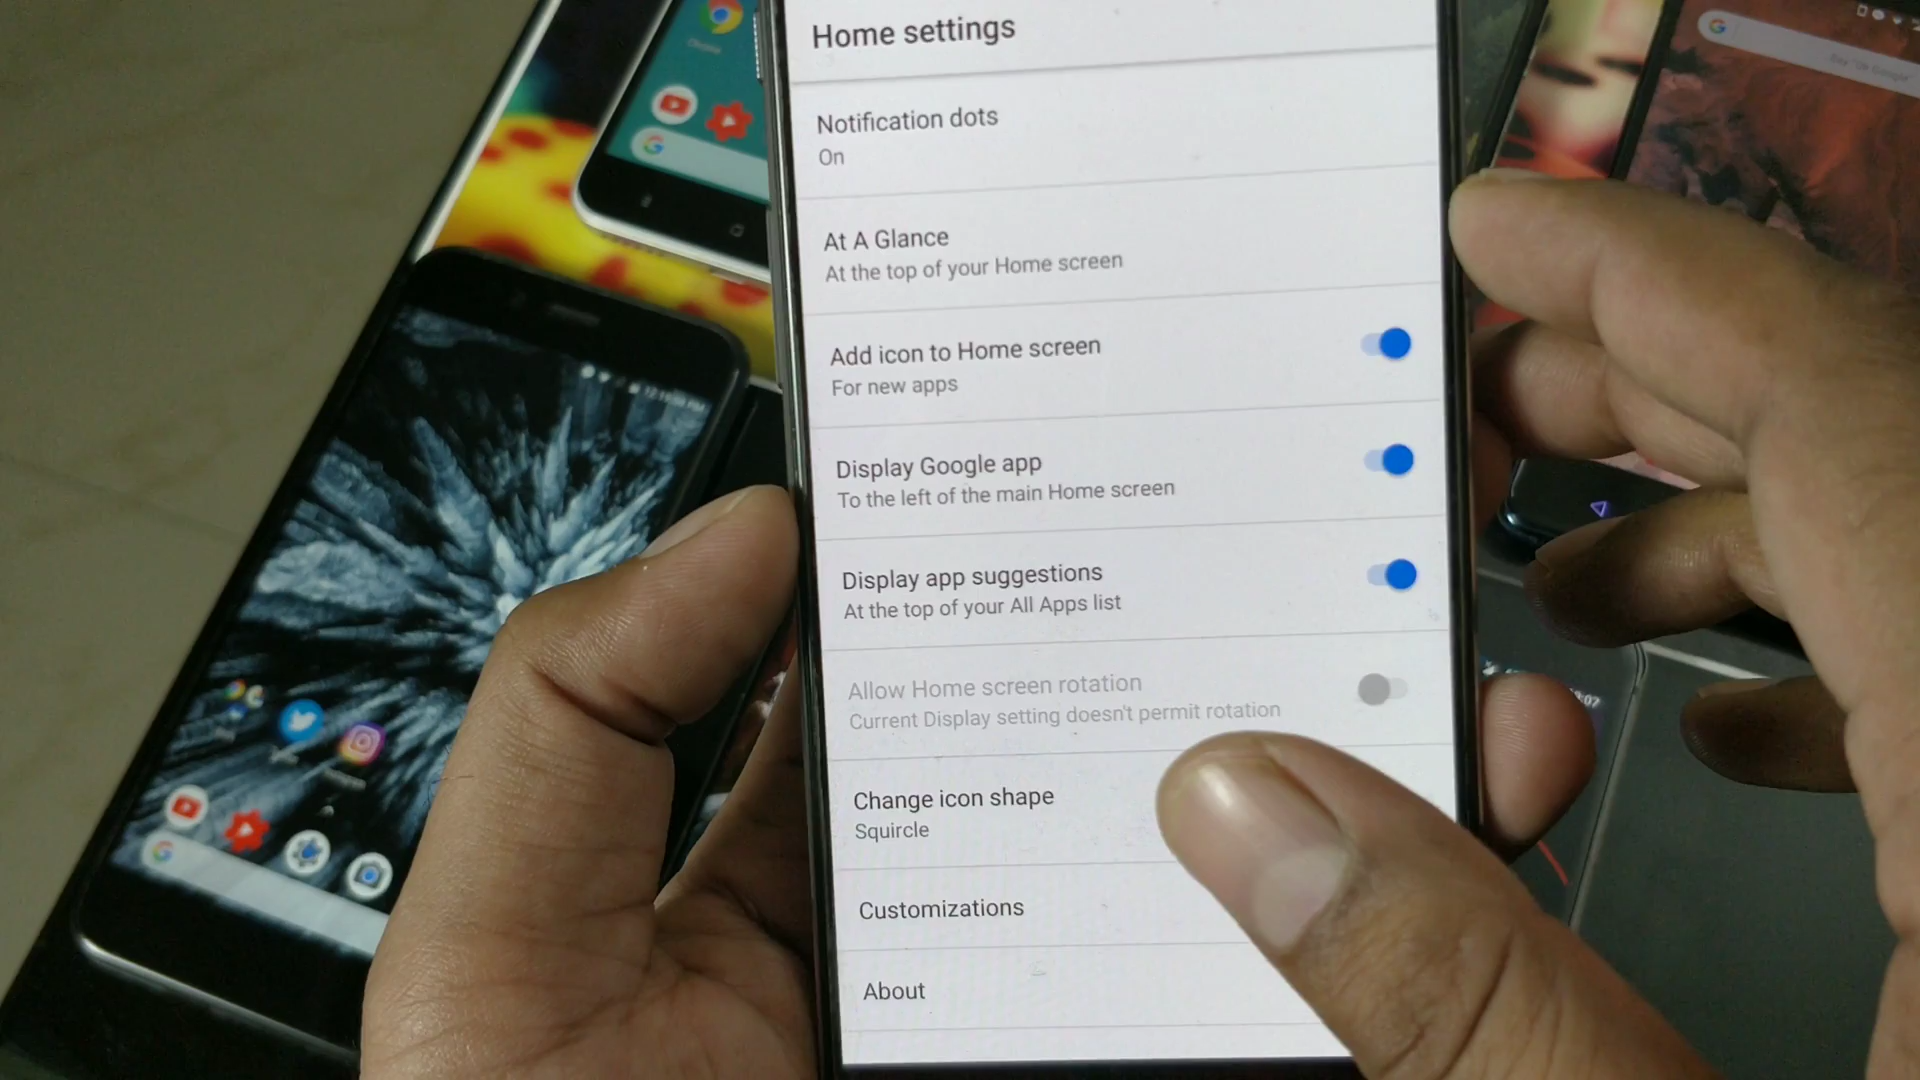 Home settings
Notification dots
On
At A Glance
At the top of your Home screen
Add icon to Home screen
For new apps
Display Google app
To the left of the main Home screen
Display app suggestions
At the top of your All Apps list
Allow Home screen rotation
Current Display setting doesn't permit rotation
Change icon shape
Squircle
Customizations
About